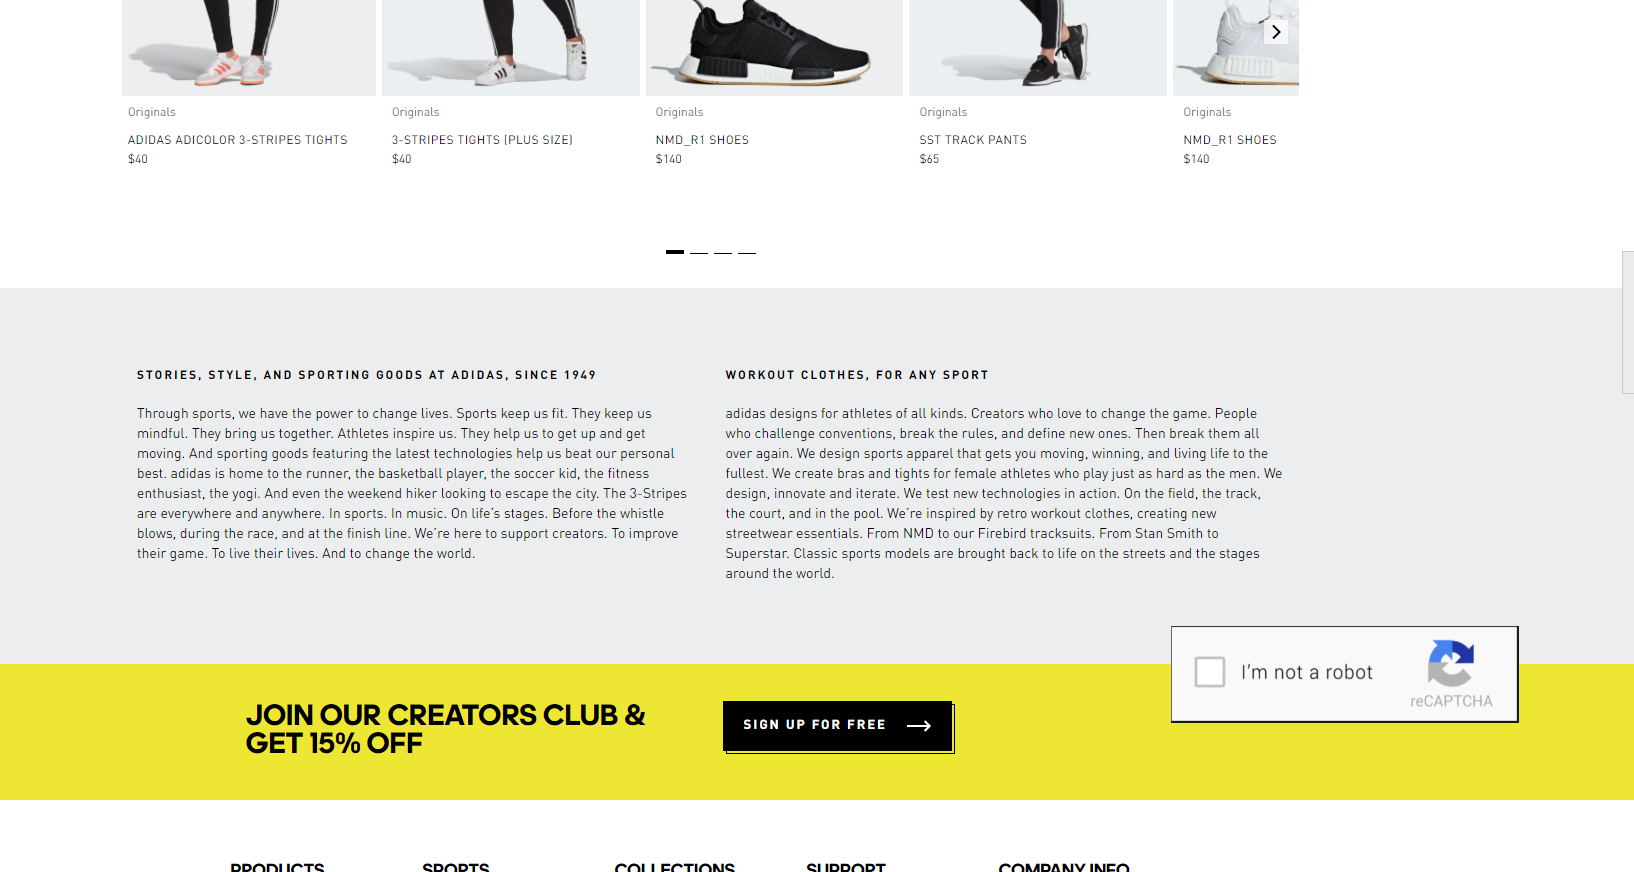 Originals
ADIDAS ADICOLOR 3-STRIPES TIGHTS
$40
Originals
3-STRIPES TIGHTS (PLUS SIZE)
$40
Originals
NMD_R1 SHOES
$140
Originals
SST TRACK PANTS
$65
Originals
NMD_R1 SHOES
$140
STORIES, STYLE, AND SPORTING GOODS AT ADIDAS, SINCE 1949
Through sports, we have the power to change lives. Sports keep us fit. They keep us
mindful. They bring us together. Athletes inspire us. They help us to get up and get
moving. And sporting goods featuring the latest technologies help us beat our personal
best. adidas is home to the runner, the basketball player, the soccer kid, the fitness
enthusiast, the yogi. And even the weekend hiker looking to escape the city. The 3-Stripes
are everywhere and anywhere. In sports. In music. On life's stages. Before the whistle
blows, during the race, and at the finish line. We're here to support creators. To improve
their game. To live their lives. And to change the world.
WORKOUT CLOTHES, FOR ANY SPORT
adidas designs for athletes of all kinds. Creators who love to change the game. People
who challenge conventions, break the rules, and define new ones. Then break them all
over again. We design sports apparel that gets you moving, winning, and living life to the
fullest. We create bras and tights for female athletes who play just as hard as the men. We
design, innovate and iterate. We test new technologies in action. On the field, the track,
the court, and in the pool. We're inspired by retro workout clothes, creating new
streetwear essentials. From NMD to our Firebird tracksuits. From Stan Smith to
Superstar. Classic sports models are brought back to life on the streets and the stages
around the world.
I'm not a robot
reCAPTCHA
JOIN OUR CREATORS CLUB &
GET 15% OFF
SIGN UP FOR FREE
PRODUCTS
SPORTS
COLLECTIONS
SUPPORT
COMPANY INFO